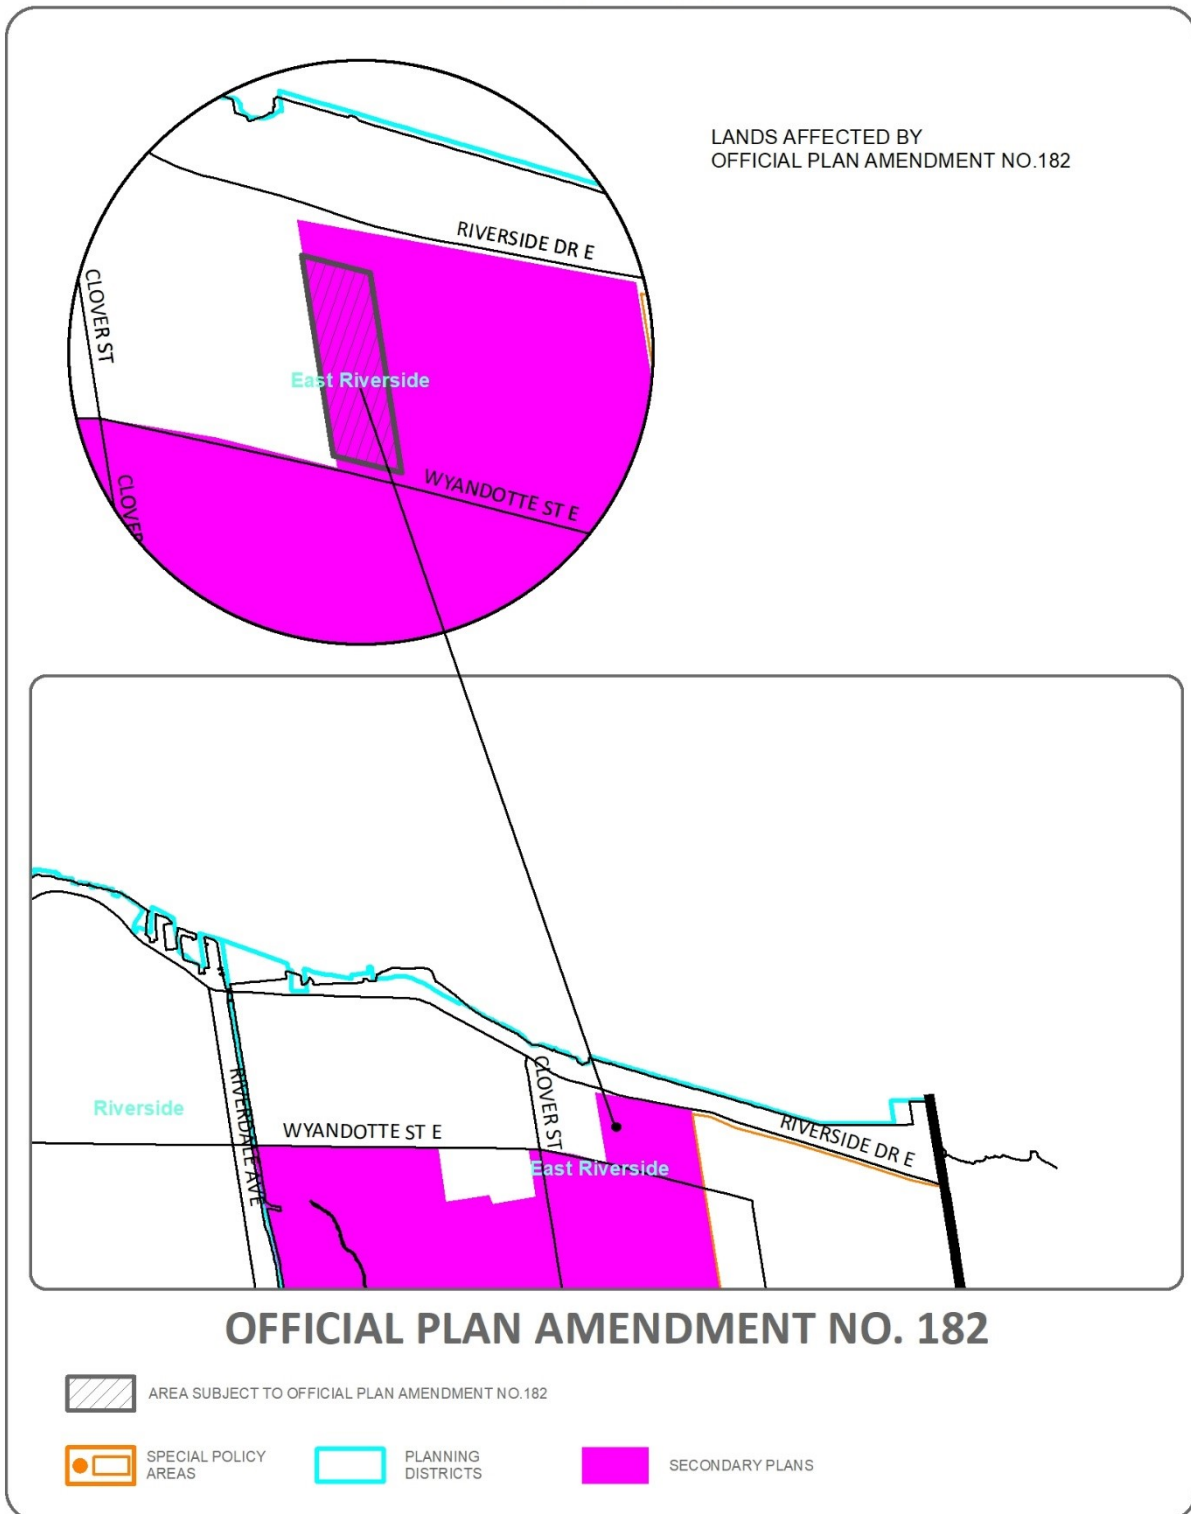 LANDS AFFECTED BY
OFFICIAL PLAN AMENDMENT NO.182
RIVERSIDE DR E
CLOVER ST
East Riverside
WYANDOTTE ST E
CLOVER
RIVERDALE AVE
Riverside
WYANDOTTE ST E
CLOVER ST
East Riverside
RIVERSIDE DR E
OFFICIAL PLAN AMENDMENT NO. 182
AREA SUBJECT TO OFFICIAL PLAN AMENDMENT NO.182
SPECIAL POLICY
AREAS
PLANNING
DISTRICTS
SECONDARY PLANS